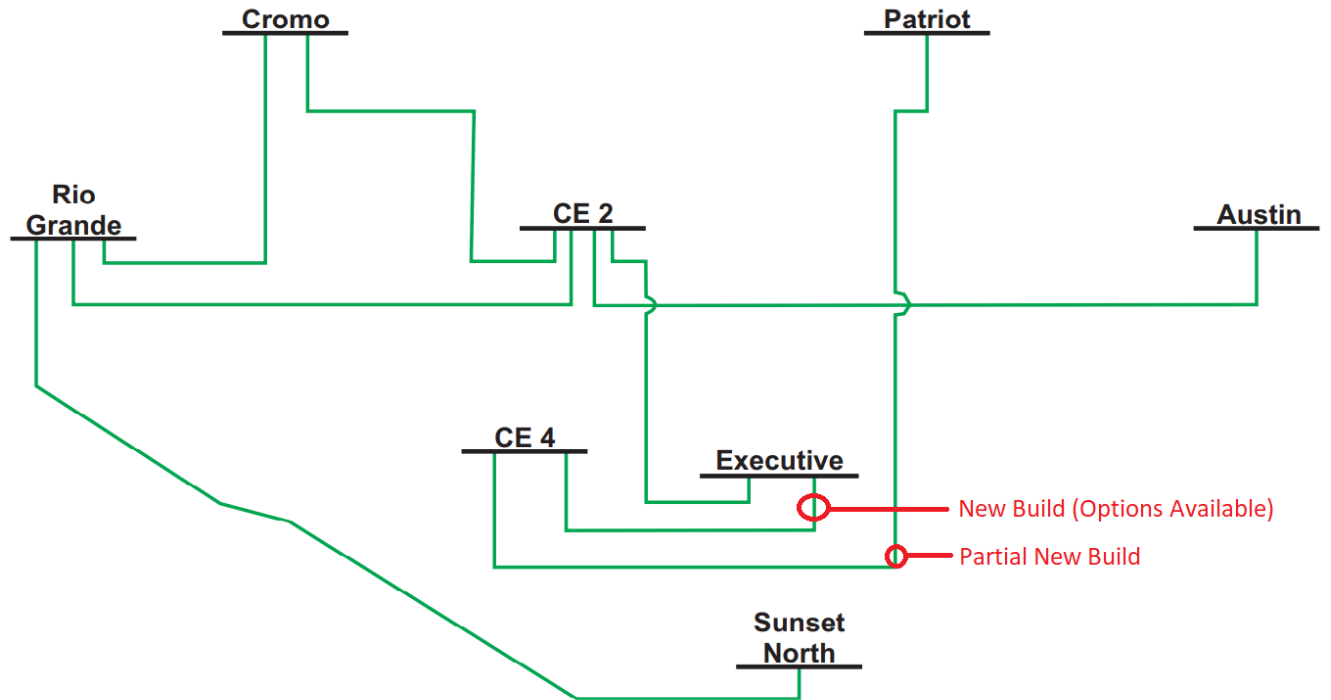 Cromo
Patriot
Rio
Grande
CE 2
Austin
CE 4
Executive
New Build (Options Available)
Partial New Build
Sunset
North